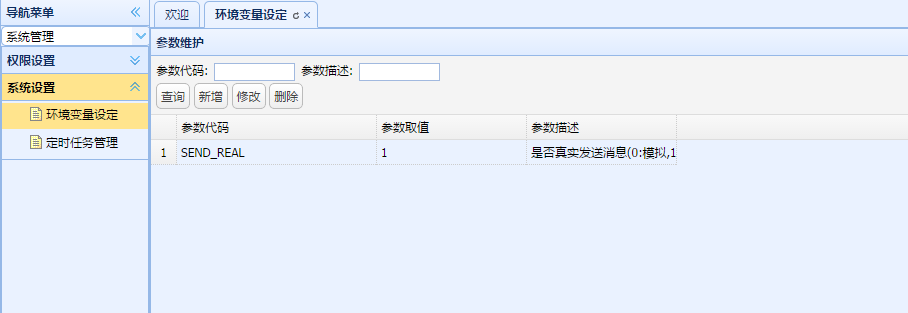 导航菜单
系统管理
权限设置
系统设置
环境变量设定
定时任务管理
欢迎 环境变量设定
参数维护
参数代码: 参数描述:
查询 新增 修改 删除
参数代码 参数取值 参数描述
1 SEND_REAL 1 是否真实发送消息(0:模拟,1